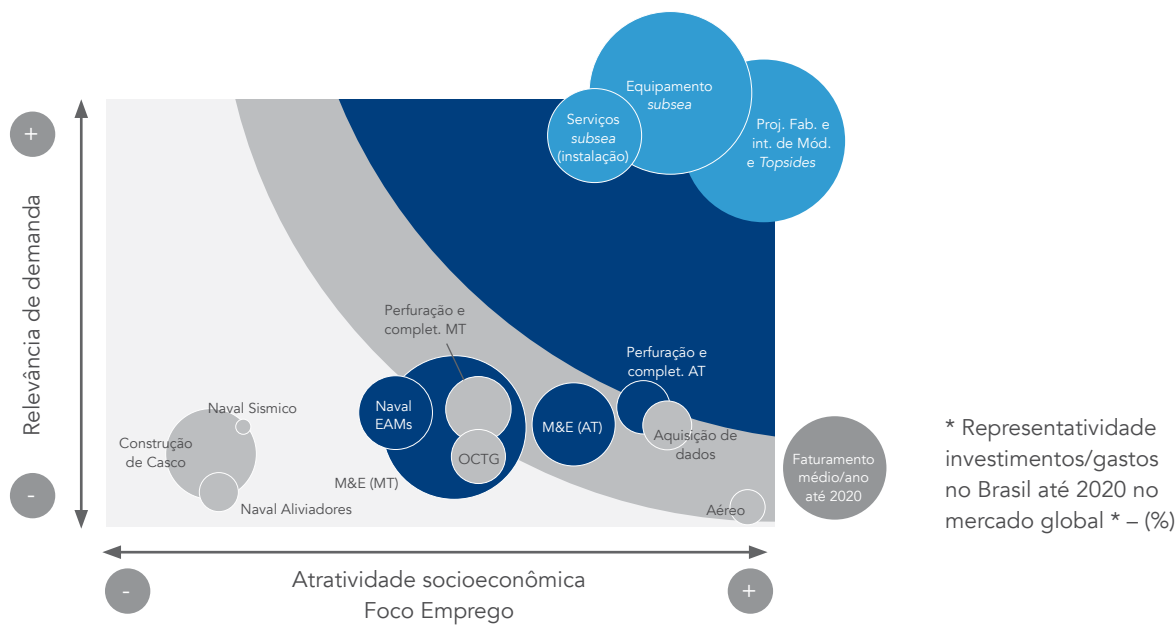 Equipamento
subsea
Serviços
subsea
(instalação)
Proj. Fab. e
int. de Mód.
e Topsides
+
Relevância de demanda
-
Perfuração e
complet. MT
Perfuração e
complet. AT
Naval
EAMs
M&E (AT)
Naval Sismico
Construção
de Casco
OCTG
Aquisição de
dados
M&E (MT)
Naval Aliviadores
Aéreo
Faturamento
médio/ano
até 2020
* Representatividade
investimentos/gastos
no Brasil até 2020 no
mercado global * – (%)
-
Atratividade socioeconômica
Foco Emprego
+